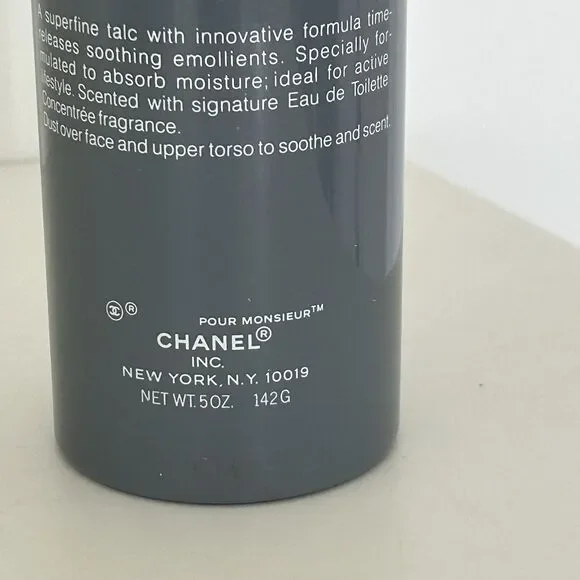 A superfine talc with innovative formula time-
releases soothing emollients. Specially for-
mulated to absorb moisture; ideal for active
lifestyle. Scented with signature Eau de Toilette
Concentrée fragrance.
Dust over face and upper torso to soothe and scent.
® POUR MONSIEUR™
CHANEL®
INC.
NEW YORK, N.Y. 10019
NET WT. 5 OZ. 142 G